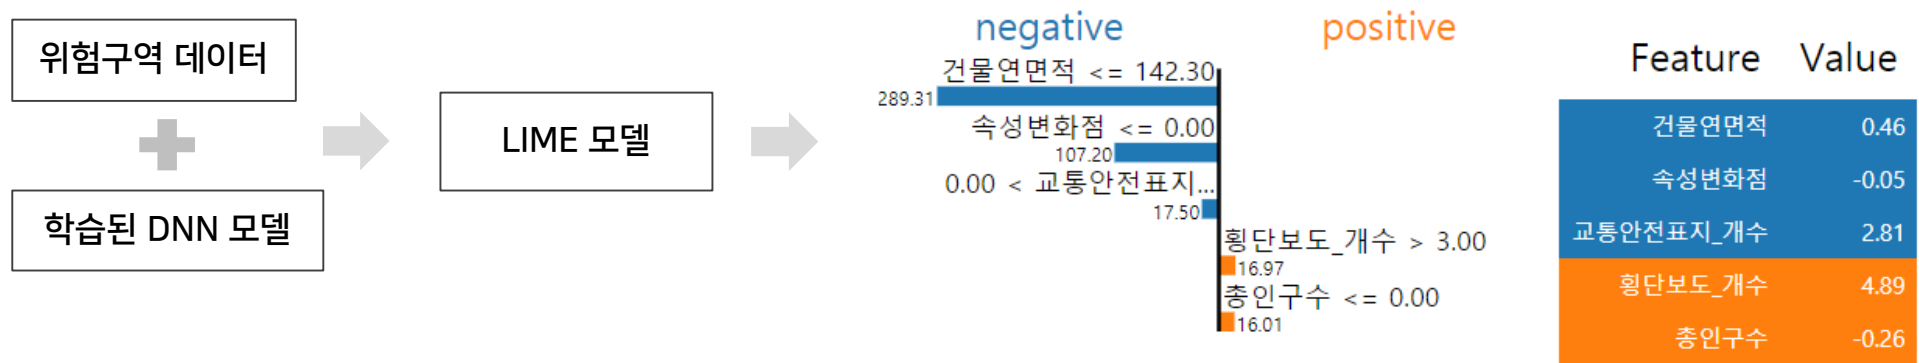 위험구역 데이터
학습된 DNN 모델
LIME 모델
negative positive
건물연면적 <= 142.30
289.31
속성변화점 <= 0.00
107.20
0.00 < 교통안전표지...
17.50
횡단보도_개수 > 3.00
16.97
총인구수 <= 0.00
16.01
Feature Value
건물연면적 0.46
속성변화점 -0.05
교통안전표지_개수 2.81
횡단보도_개수 4.89
총인구수 -0.26